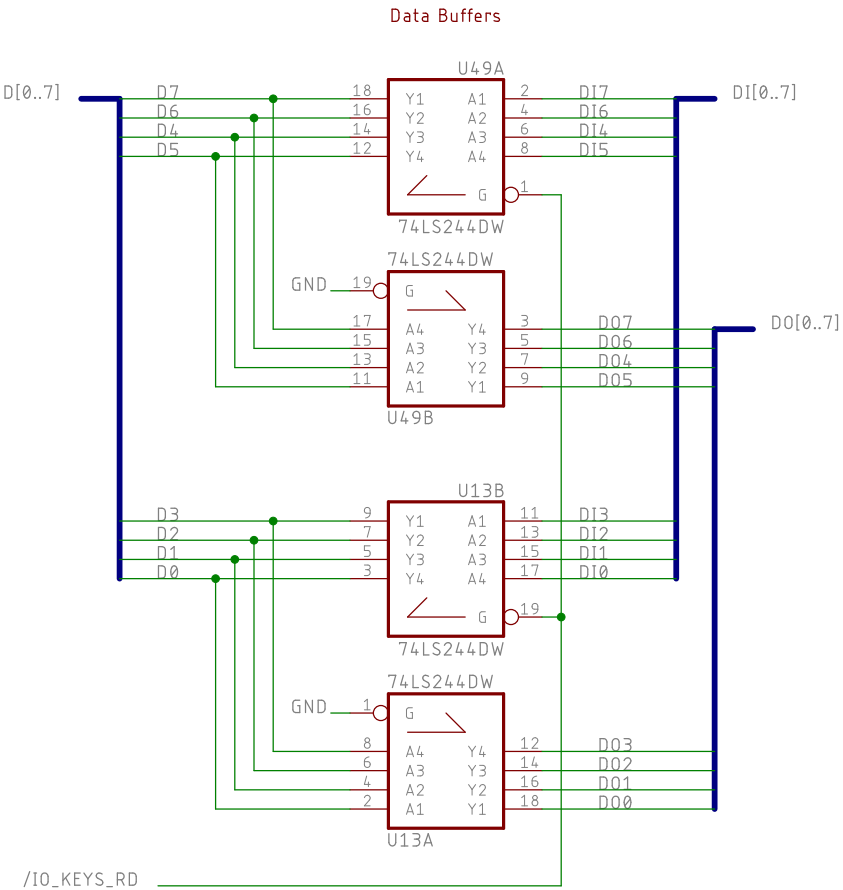 Data Buffers
U49A
D[0..7]
DI[0..7]
D7 18 Y1 A1 2 DI7
D6 16 Y2 A2 4 DI6
D4 14 Y3 A3 6 DI4
D5 12 Y4 A4 8 DI5
G 1
74LS244DW
74LS244DW
GND 19 G
DO[0..7]
17 A4 Y4 3 DO7
15 A3 Y3 5 DO6
13 A2 Y2 7 DO4
11 A1 Y1 9 DO5
U49B
U13B
D3 9 Y1 A1 11 DI3
D2 7 Y2 A2 13 DI2
D1 5 Y3 A3 15 DI1
D0 3 Y4 A4 17 DI0
G 19
74LS244DW
74LS244DW
GND 1 G
8 A4 Y4 12 DO3
6 A3 Y3 14 DO2
4 A2 Y2 16 DO1
2 A1 Y1 18 DO0
U13A
/IO_KEYS_RD